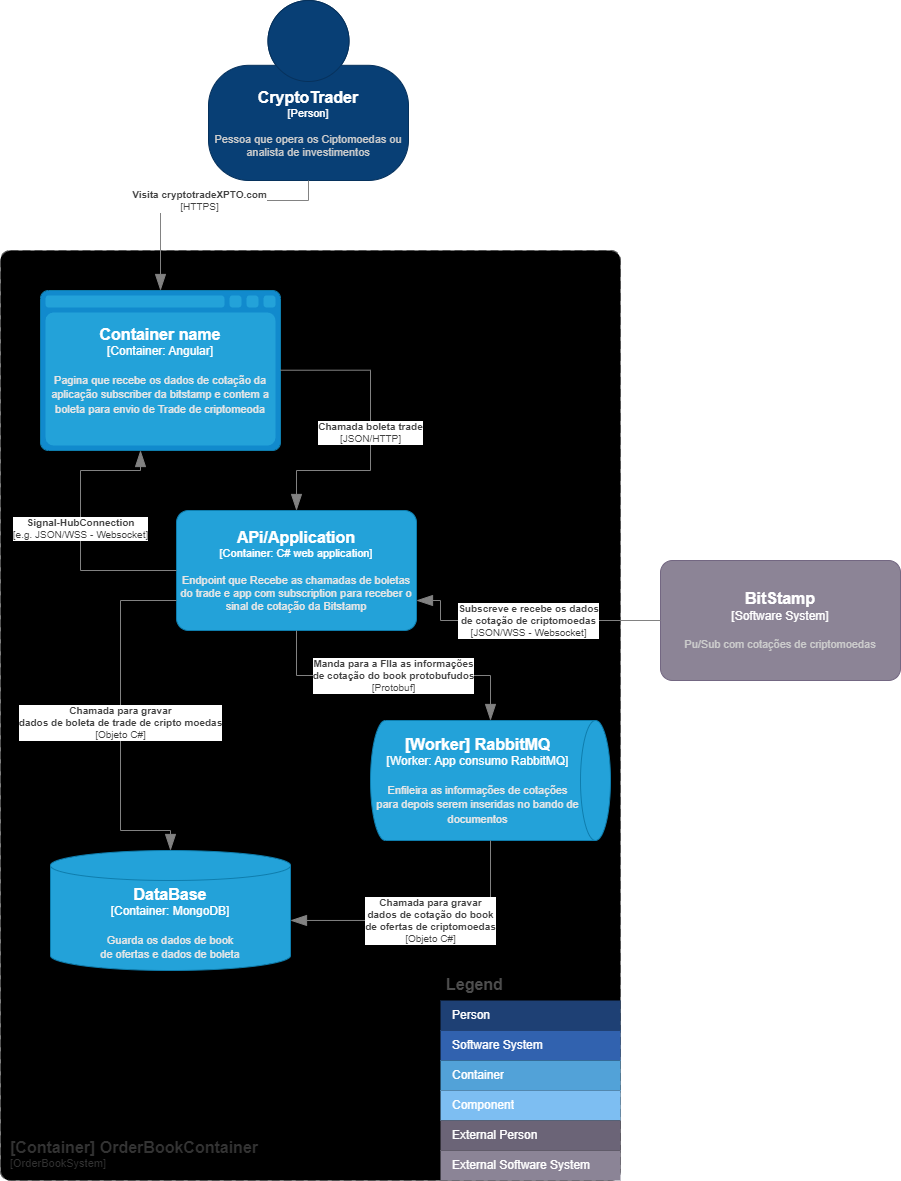 CryptoTrader
[Person]
Pessoa que opera os Ciptomoedas ou
analista de investimentos
Visita cryptotradeXPTO.com
[HTTPS]
Container name
[Container: Angular]
Pagina que recebe os dados de cotação da
aplicação subscriber da bitstamp e contem a
boleta para envio de Trade de criptomeoda
Chamada boleta trade
[JSON/HTTP]
Signal-HubConnection
[e.g. JSON/WSS - Websocket]
APi/Application
[Container: C# web application]
Endpoint que Recebe as chamadas de boletas
do trade e app com subscription para receber o
sinal de cotação da Bitstamp
Subscreve e recebe os dados
de cotação de criptomoedas
[JSON/WSS - Websocket]
BitStamp
[Software System]
Pu/Sub com cotações de criptomoedas
Manda para a FIla as informações
de cotação do book protobufudos
[Protobuf]
Chamada para gravar
dados de boleta de trade de cripto moedas
[Objeto C#]
[Worker] RabbitMQ
[Worker: App consumo RabbitMQ]
Enfileira as informações de cotações
para depois serem inseridas no bando de
documentos
DataBase
[Container: MongoDB]
Guarda os dados de book
de ofertas e dados de boleta
Chamada para gravar
dados de cotação do book
de ofertas de criptomoedas
[Objeto C#]
Legend
Person
Software System
Container
Component
External Person
External Software System
[Container] OrderBookContainer
[OrderBookSystem]